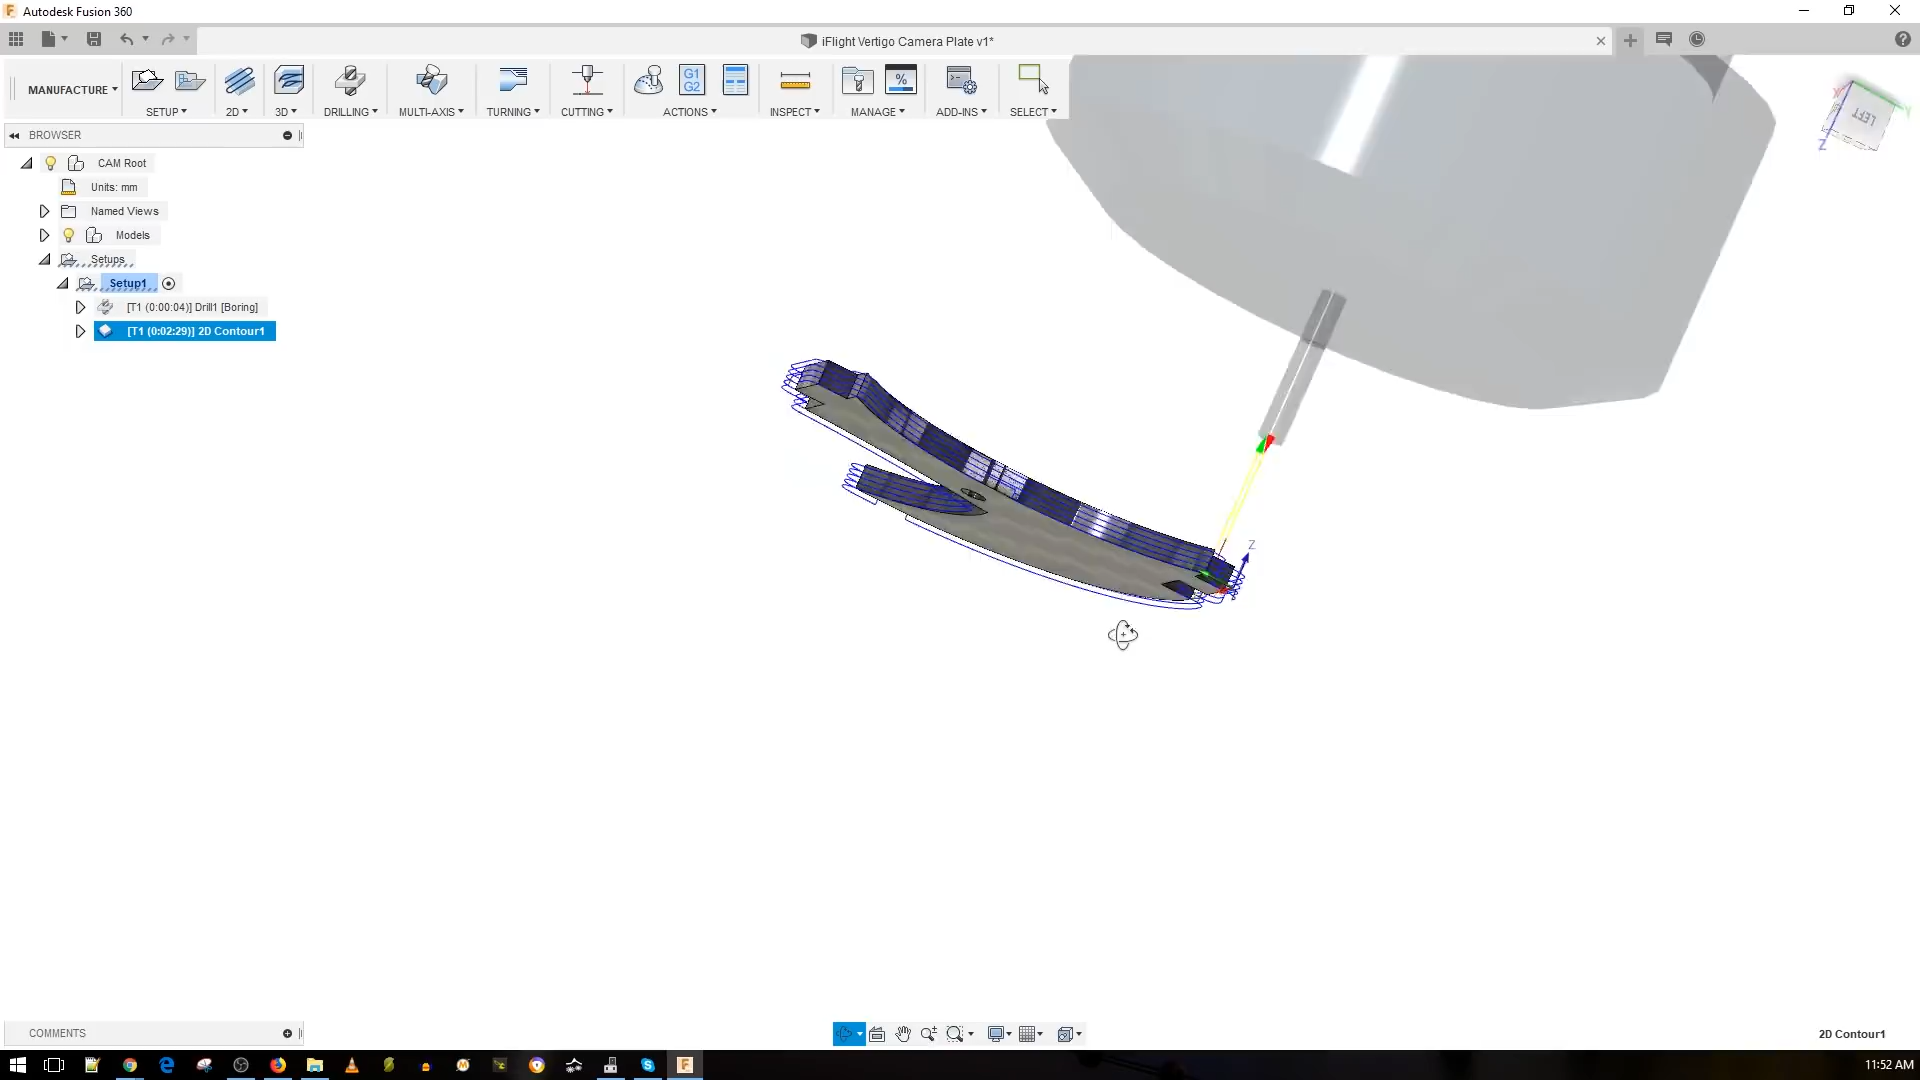 Autodesk Fusion 360
iFlight Vertigo Camera Plate v1*
MANUFACTURE
G1
G2
%
SETUP
2D
3D
DRILLING
MULTI-AXIS
TURNING
CUTTING
ACTIONS
INSPECT
MANAGE
ADD-INS
SELECT
LEFT
X
Y
Z
BROWSER
CAM Root
Units: mm
Named Views
Models
Setups
Setup1
[T1 (0:00:04)] Drill1 [Boring]
[T1 (0:02:29)] 2D Contour1
Z
COMMENTS
2D Contour1
11:52 AM